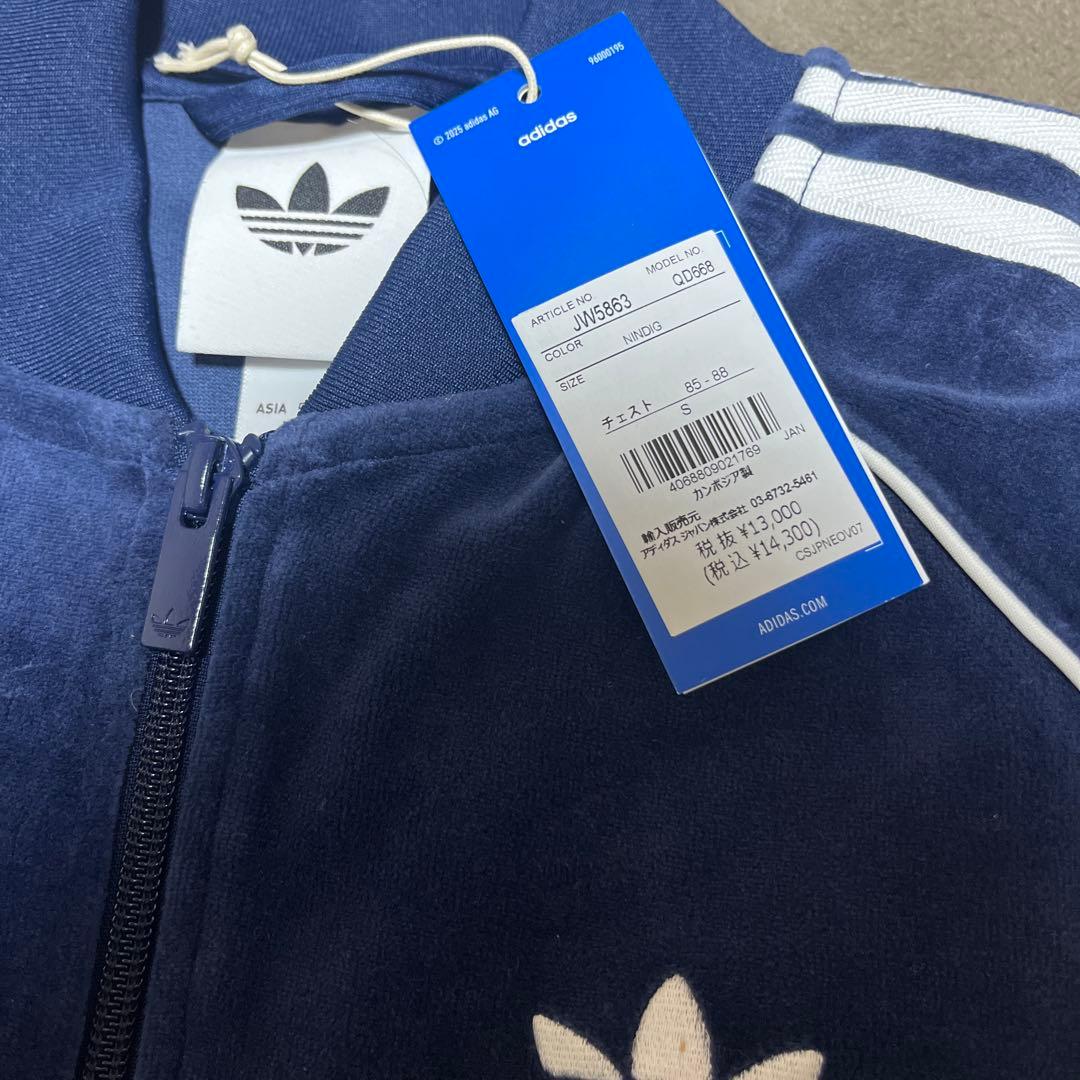 96000195
© 2025 adidas AG
adidas
ARTICLE NO. MODEL NO.
JW5863 QD668
COLOR NINDIG
SIZE
チェスト 85 - 88
S
JAN
4068809021769
カンボジア製
輸入販売元
アディダス ジャパン株式会社 03-6732-5461
税抜 ¥13,000
(税込 ¥14,300)
CSJPNEOV07
ADIDAS.COM
ASIA